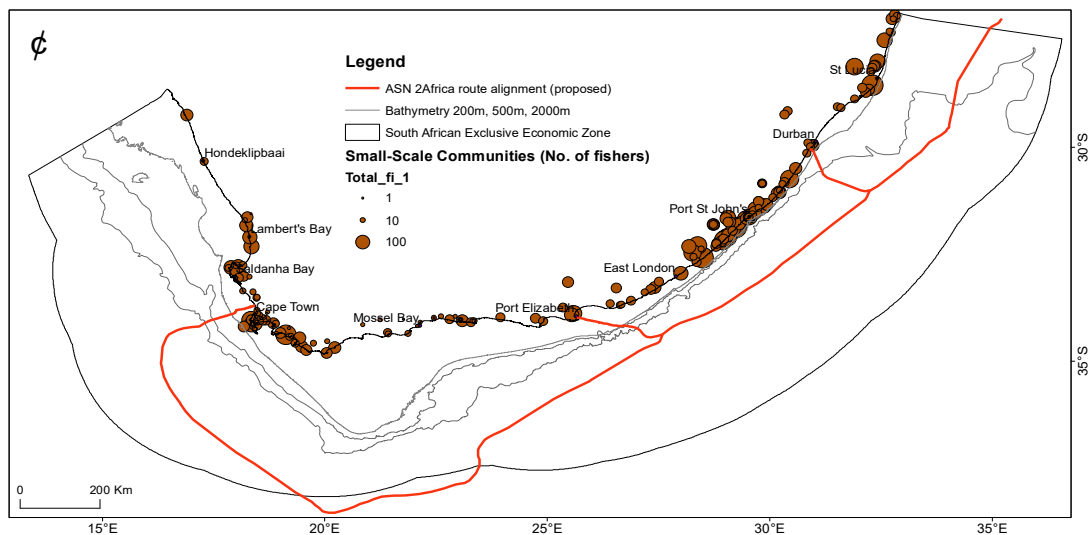 ¢
Legend
ASN 2Africa route alignment (proposed)
Bathymetry 200m, 500m, 2000m
South African Exclusive Economic Zone
Small-Scale Communities (No. of fishers)
Total_fi_1
1
10
100
St Lucia
Durban
30°S
Hondeklipbaai
Port St John's
Lambert's Bay
East London
Saldanha Bay
Cape Town
Port Elizabeth
Mossel Bay
35°S
0
200 Km
15°E
20°E
25°E
30°E
35°E